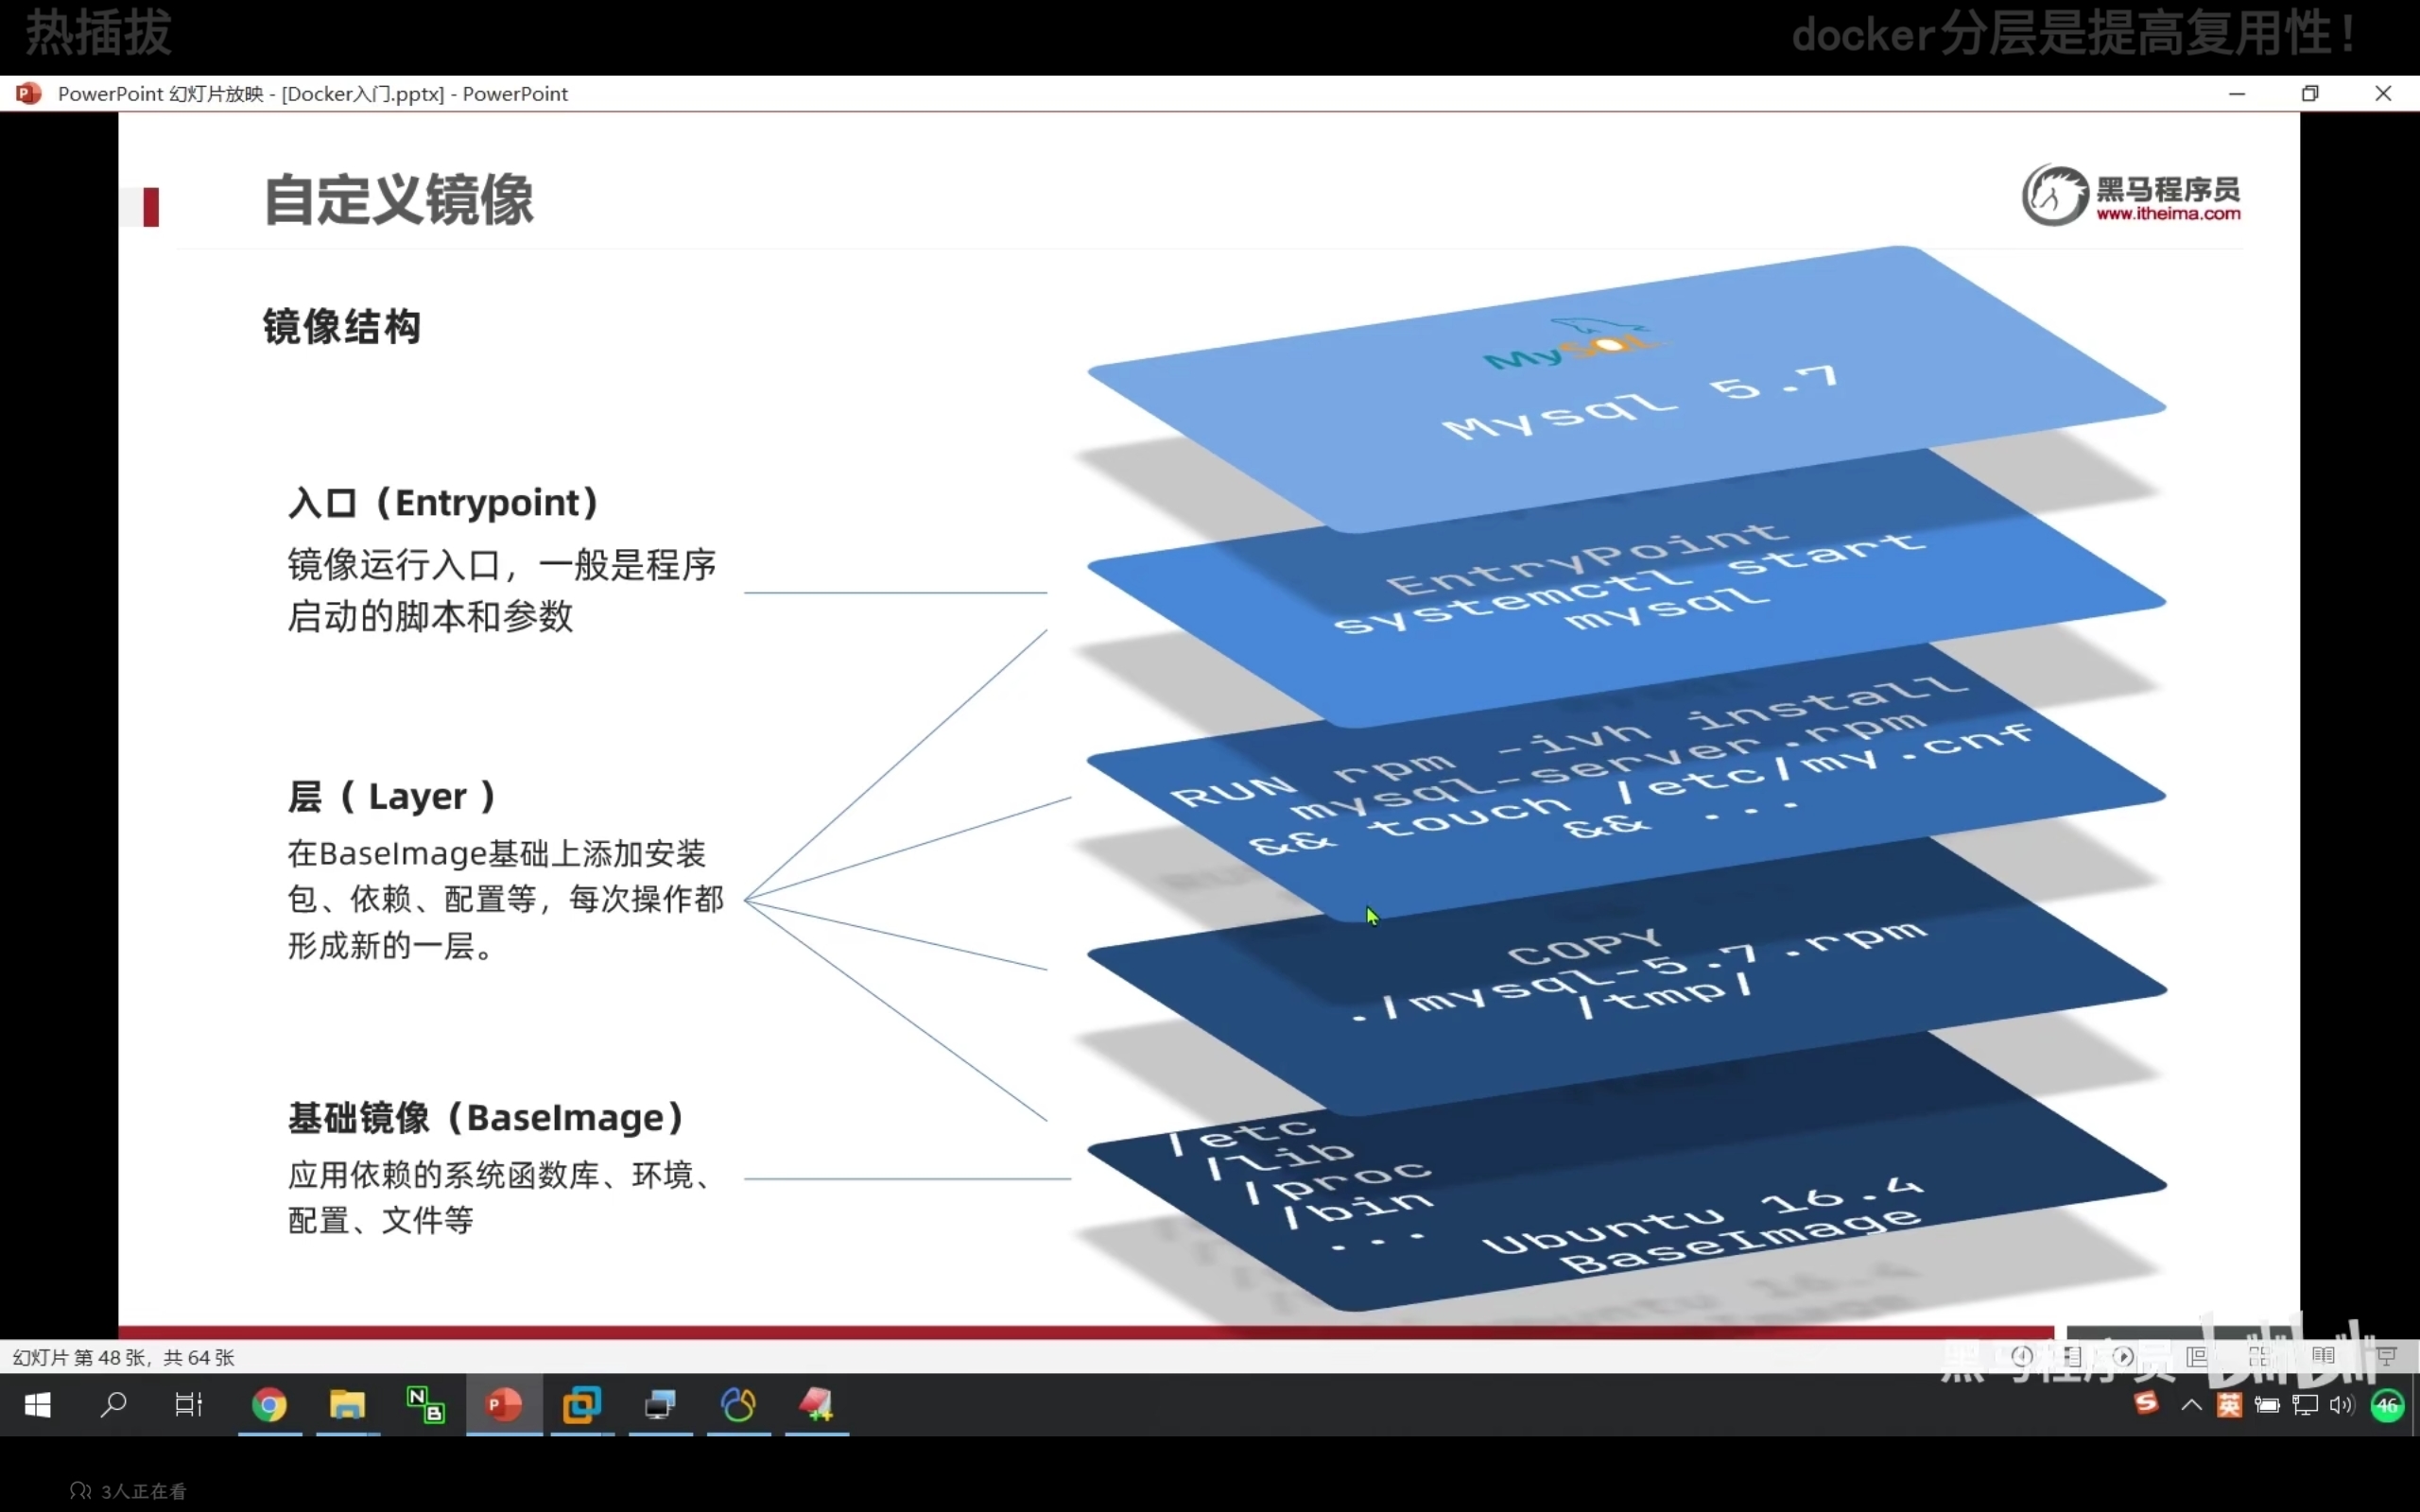 热插拔
docker分层是提高复用性！
PowerPoint 幻灯片放映 - [Docker入门.pptx] - PowerPoint
自定义镜像
黑马程序员
www.itheima.com
镜像结构
MySQL
Mysql 5.7
入口（Entrypoint）
镜像运行入口，一般是程序
启动的脚本和参数
EntryPoint
systemctl start
mysql
RUN rpm -ivh install
mysql-server.rpm
&& touch /etc/my.cnf
&& ...
层（ Layer ）
在BaseImage基础上添加安装
包、依赖、配置等，每次操作都
形成新的一层。
COPY
./mysql-5.7.rpm
/tmp/
基础镜像（BaseImage）
应用依赖的系统函数库、环境、
配置、文件等
/etc
/lib
/proc
/bin
...
Ubuntu 16.4
BaseImage
幻灯片 第 48 张，共 64 张
黑马程序员
bilibili
英
46
3人正在看